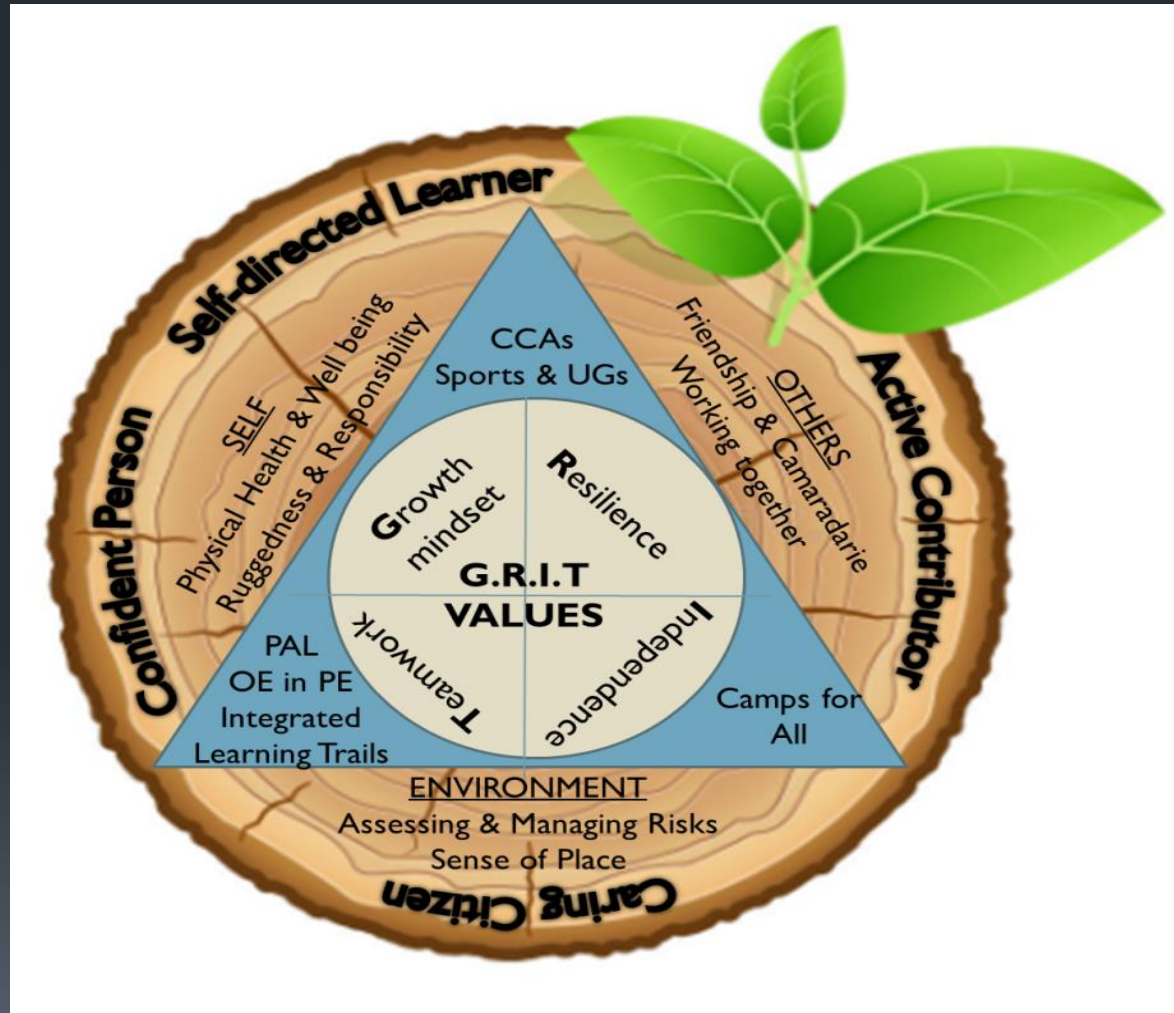 Self-directed Learner
Confident Person
Active Contributor
Caring Citizen
SELF
Physical Health & Well being
Ruggedness & Responsibility
OTHERS
Friendship & Camaradarie
Working together
CCAs
Sports & UGs
Growth
mindset
Resilience
G.R.I.T
VALUES
Teamwork
Independence
PAL
OE in PE
Integrated
Learning Trails
Camps for
All
ENVIRONMENT
Assessing & Managing Risks
Sense of Place